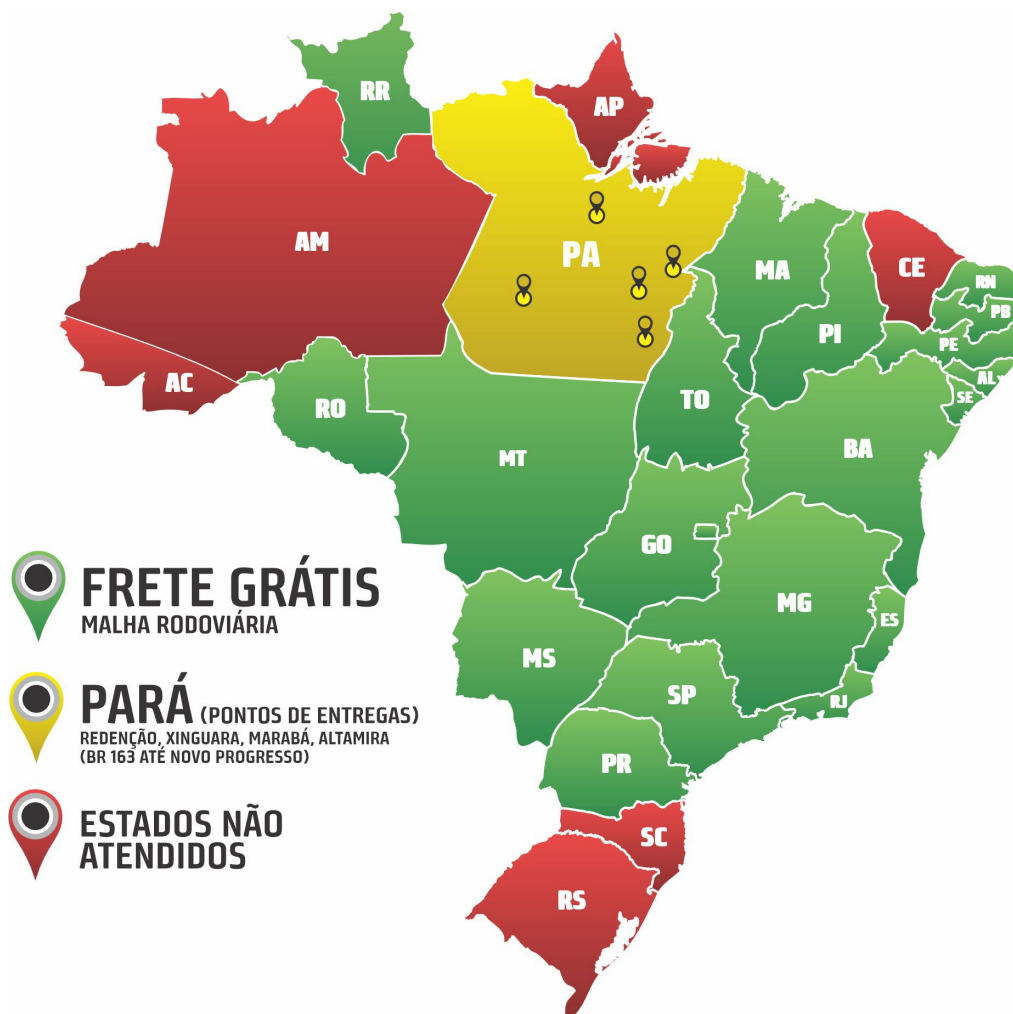 RR
AP
AM
PA
MA
CE
RN
PB
PI
PE
AL
SE
AC
RO
TO
MT
BA
GO
MG
ES
MS
SP
RJ
PR
SC
RS
FRETE GRÁTIS
MALHA RODOVIÁRIA
PARÁ (PONTOS DE ENTREGAS)
REDENÇÃO, XINGUARA, MARABÁ, ALTAMIRA
(BR 163 ATÉ NOVO PROGRESSO)
ESTADOS NÃO
ATENDIDOS